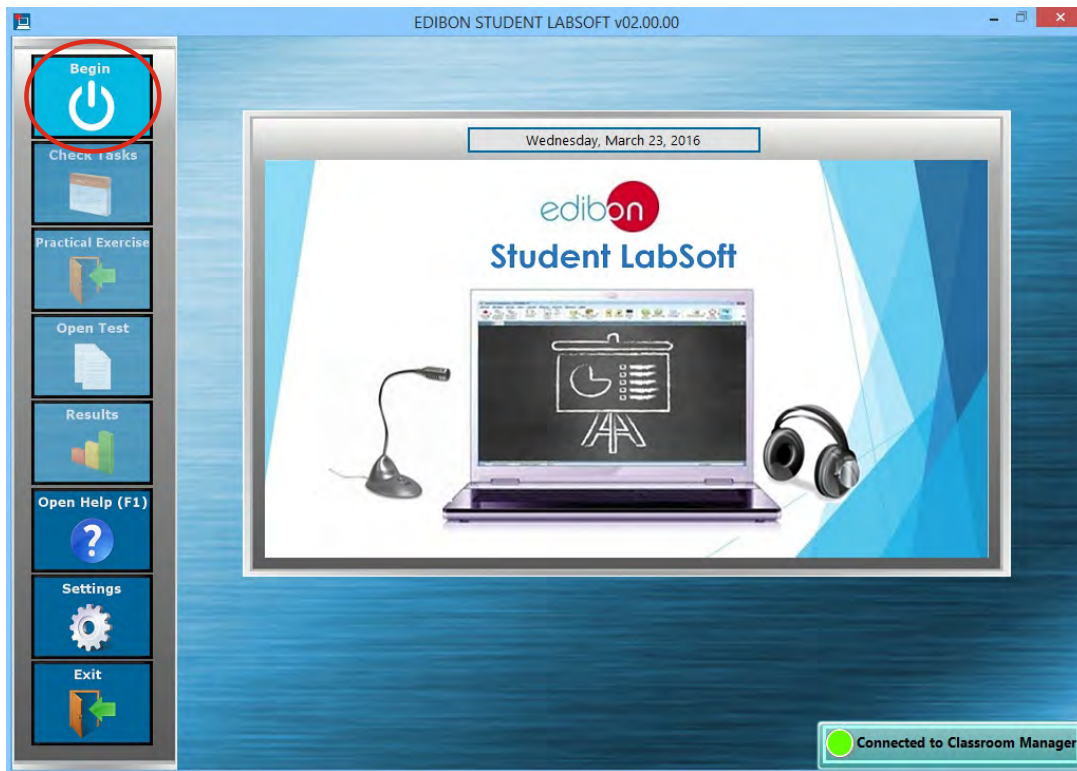 EDIBON STUDENT LABSOFT v02.00.00
Begin
Check Tasks
Practical Exercise
Open Test
Results
Open Help (F1)
?
Settings
Exit
Wednesday, March 23, 2016
edibon
Student LabSoft
Connected to Classroom Manager